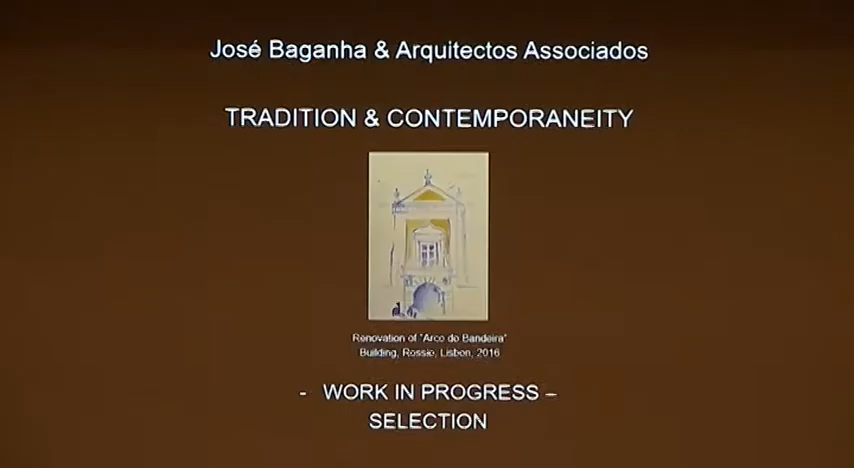 José Baganha & Arquitectos Associados
TRADITION & CONTEMPORANEITY
Renovation of "Arco do Bandeira"
Building, Rossio, Lisbon, 2016
- WORK IN PROGRESS –
SELECTION